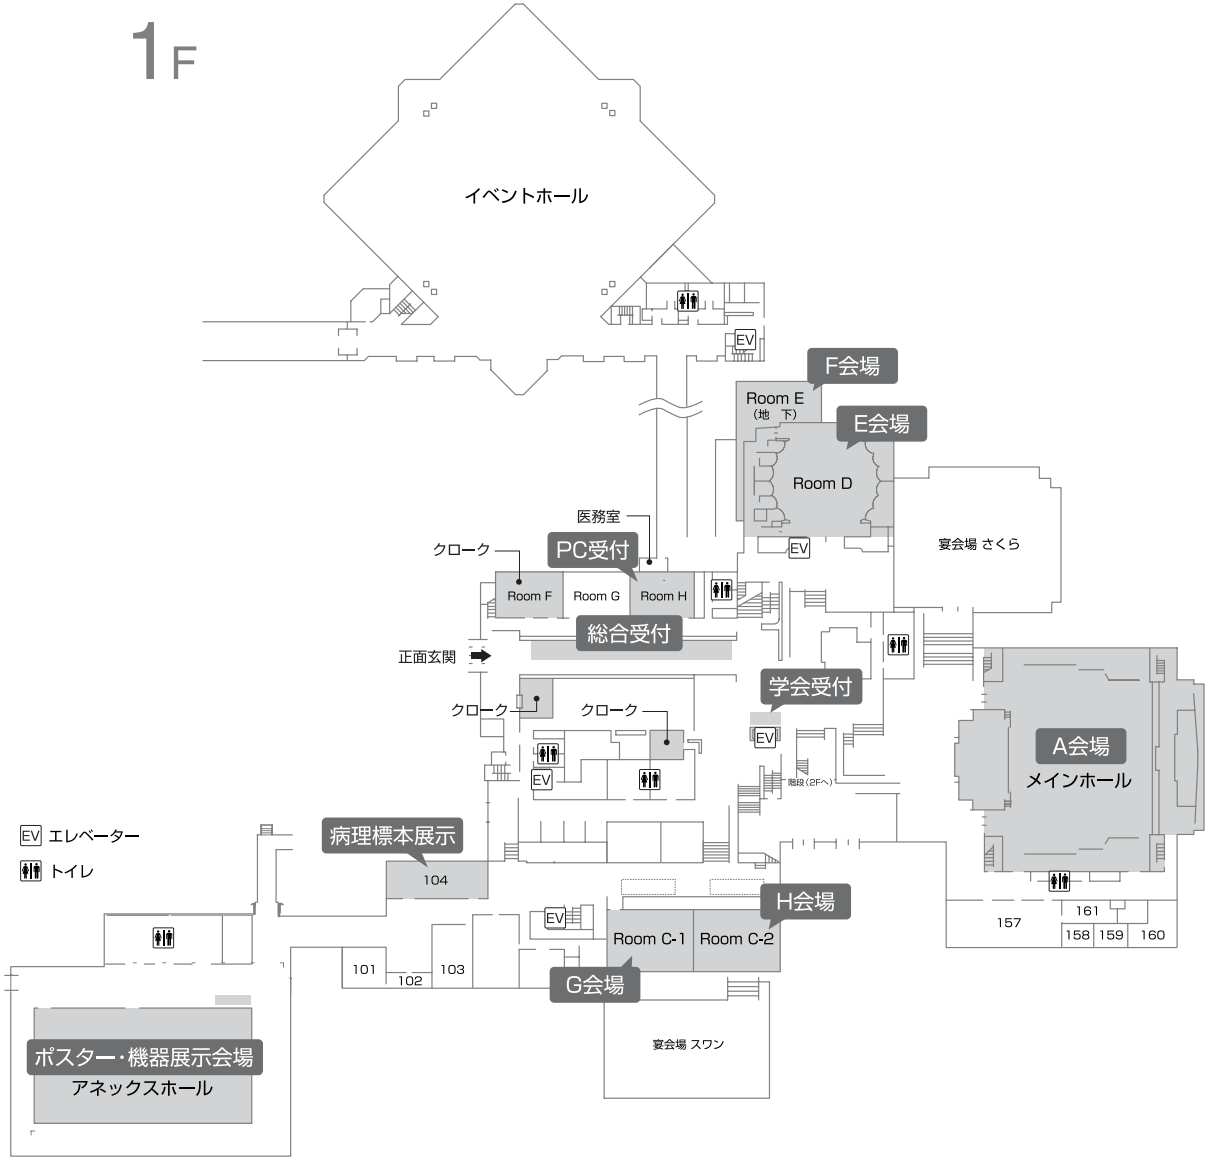 1F
イベントホール
EV
F会場
Room E
(地 下)
E会場
Room D
医務室
宴会場 さくら
クローク
PC受付
EV
Room F
Room G
Room H
総合受付
正面玄関
学会受付
クローク
クローク
EV
A会場
メインホール
EV
階段(2Fへ)
EV エレベーター
トイレ
病理標本展示
104
H会場
161
157
EV
158
159
160
Room C-1
Room C-2
101
102
103
G会場
宴会場 スワン
ポスター・機器展示会場
アネックスホール